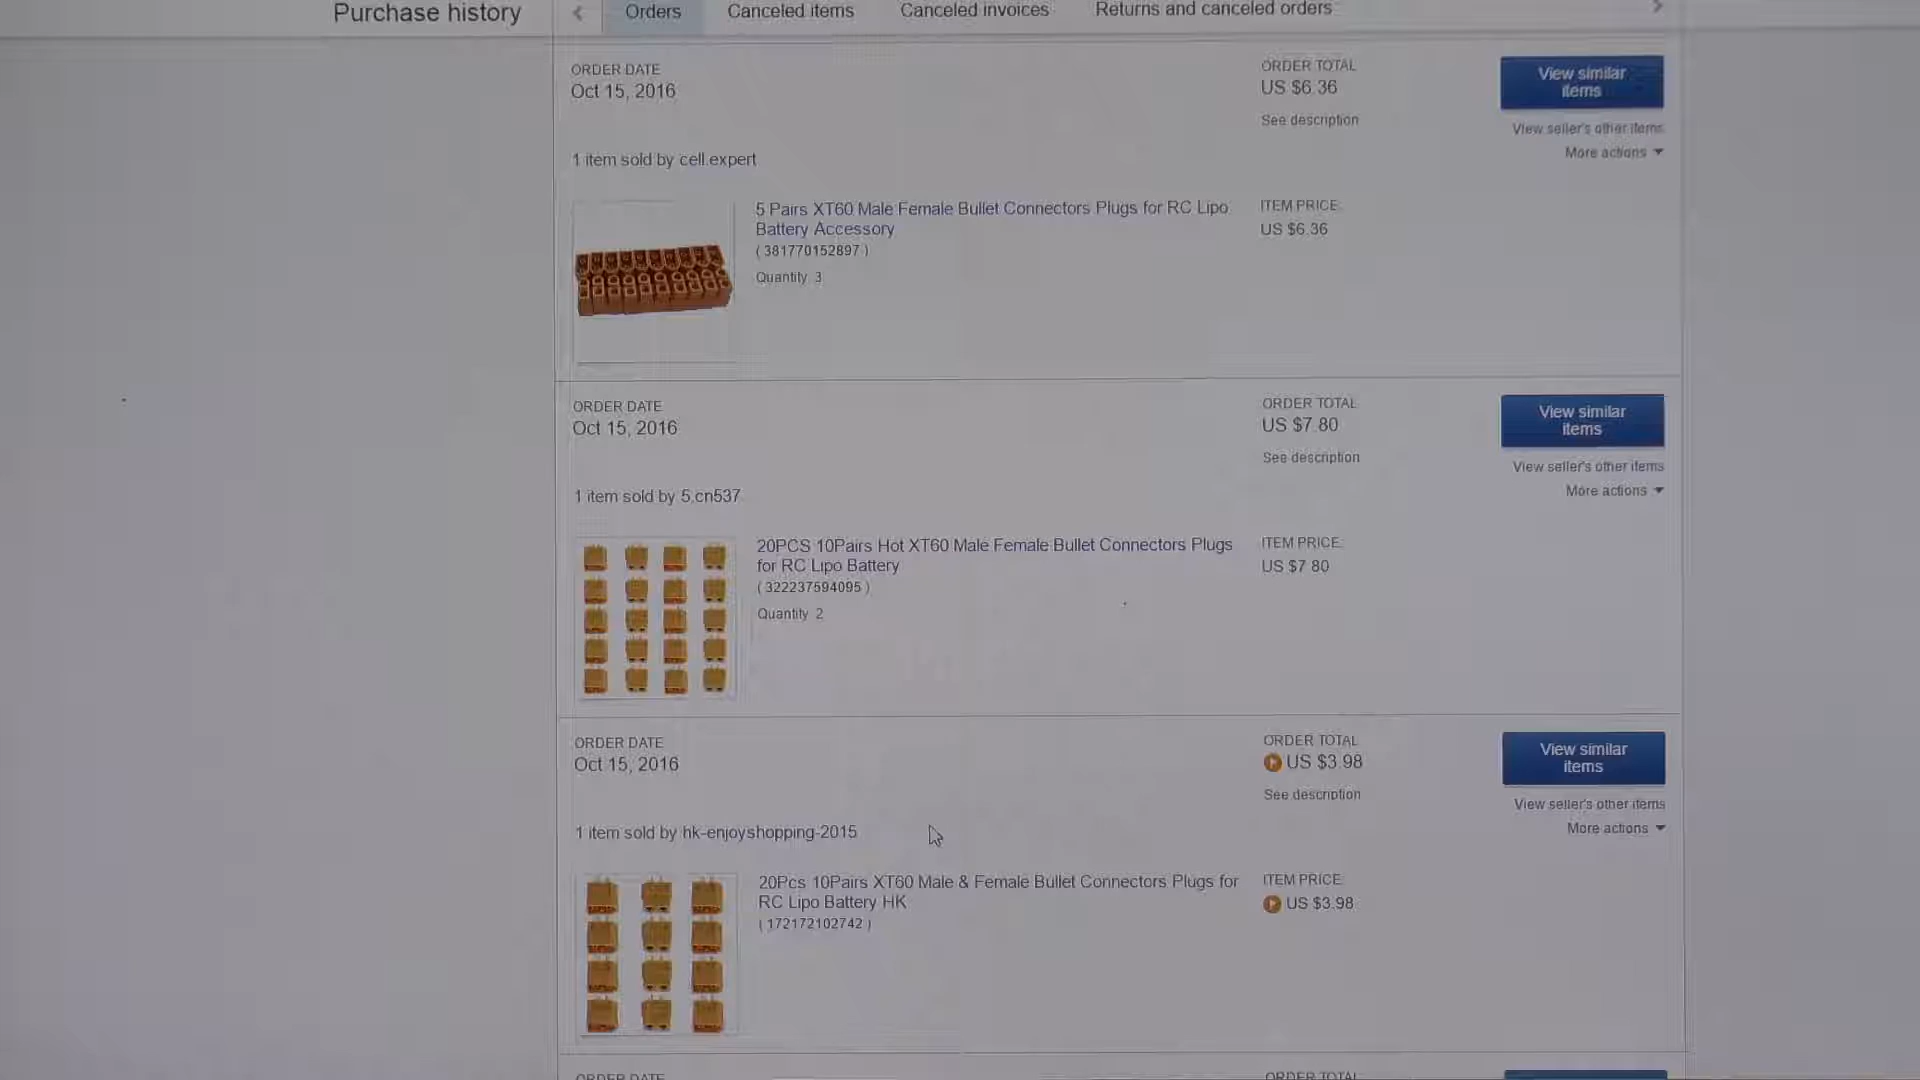 Purchase history
Orders
Canceled items
Canceled invoices
Returns and canceled orders
ORDER DATE
Oct 15, 2016
ORDER TOTAL
US $6.36
See description
View similar
items
View seller's other items
More actions
1 item sold by cell.expert
5 Pairs XT60 Male Female Bullet Connectors Plugs for RC Lipo
Battery Accessory
( 381770152897 )
Quantity 3
ITEM PRICE
US $6.36
ORDER DATE
Oct 15, 2016
ORDER TOTAL
US $7.80
See description
View similar
items
View seller's other items
More actions
1 item sold by 5.cn537
20PCS 10Pairs Hot XT60 Male Female Bullet Connectors Plugs
for RC Lipo Battery
( 322237594095 )
Quantity 2
ITEM PRICE
US $7.80
ORDER DATE
Oct 15, 2016
ORDER TOTAL
US $3.98
See description
View similar
items
View seller's other items
More actions
1 item sold by hk-enjoyshopping-2015
20Pcs 10Pairs XT60 Male & Female Bullet Connectors Plugs for
RC Lipo Battery HK
( 172172102742 )
ITEM PRICE
US $3.98
ORDER DATE
ORDER TOTAL